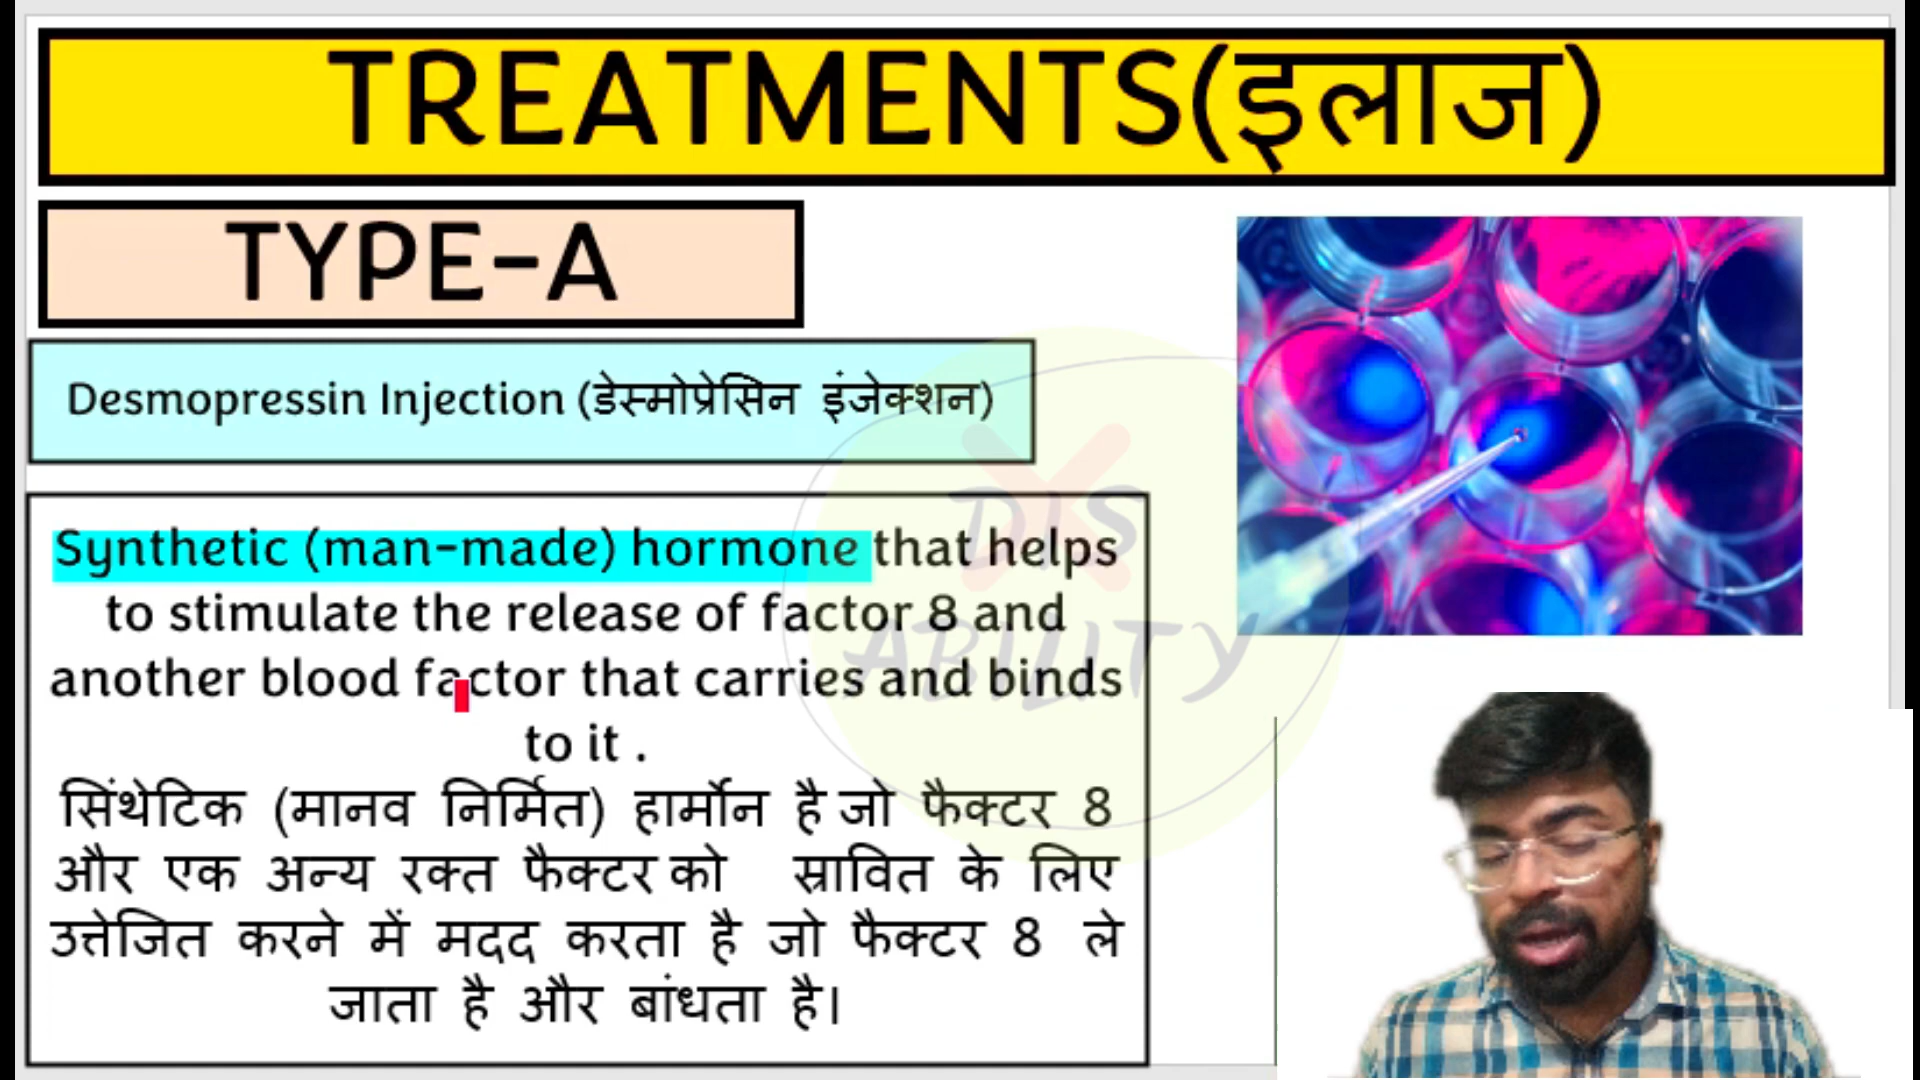 TREATMENTS(इलाज)
TYPE-A
Desmopressin Injection (डेस्मोप्रेसिन इंजेक्शन)
Synthetic (man-made) hormone that helps
to stimulate the release of factor 8 and
another blood factor that carries and binds
to it .
सिंथेटिक (मानव निर्मित) हार्मोन है जो फैक्टर 8
और एक अन्य रक्त फैक्टर को स्रावित के लिए
उत्तेजित करने में मदद करता है जो फैक्टर 8 ले
जाता है और बांधता है।
DIS
ABILITY